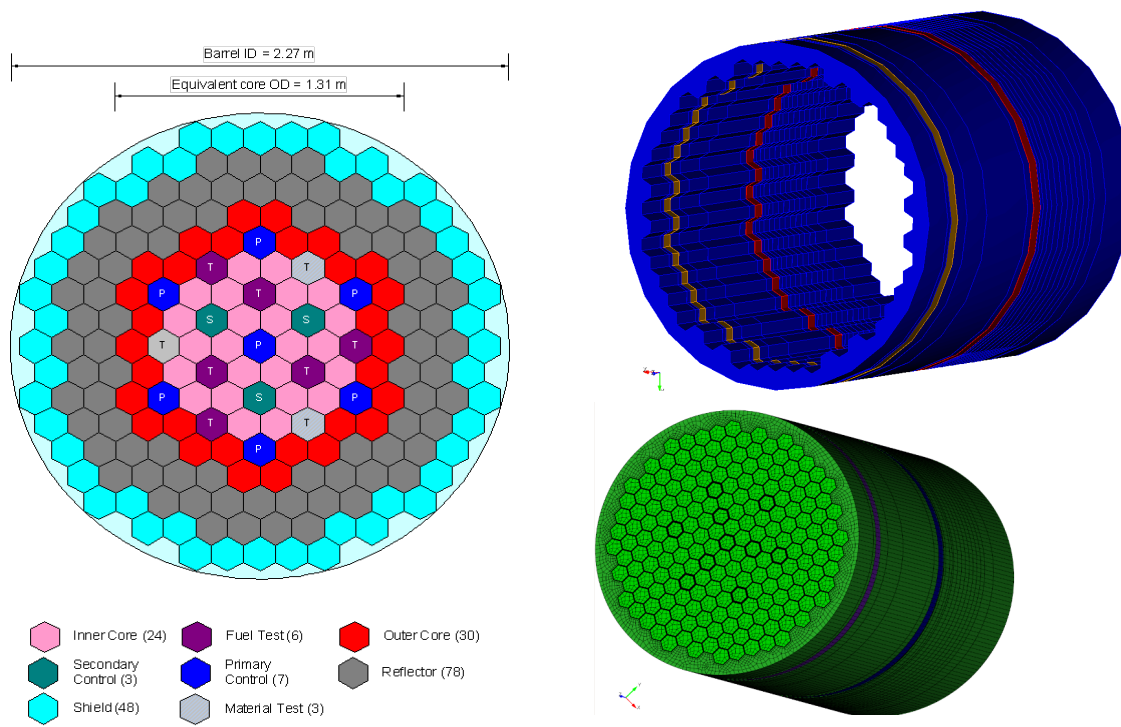 Barrel ID = 2.27 m
Equivalent core OD = 1.31 m
P
T
T
P
T
P
S
S
T
P
T
T
T
P
S
P
T
T
P
Inner Core (24)
Fuel Test (6)
Outer Core (30)
Secondary Control (3)
Primary Control (7)
Reflector (78)
Shield (48)
Material Test (3)